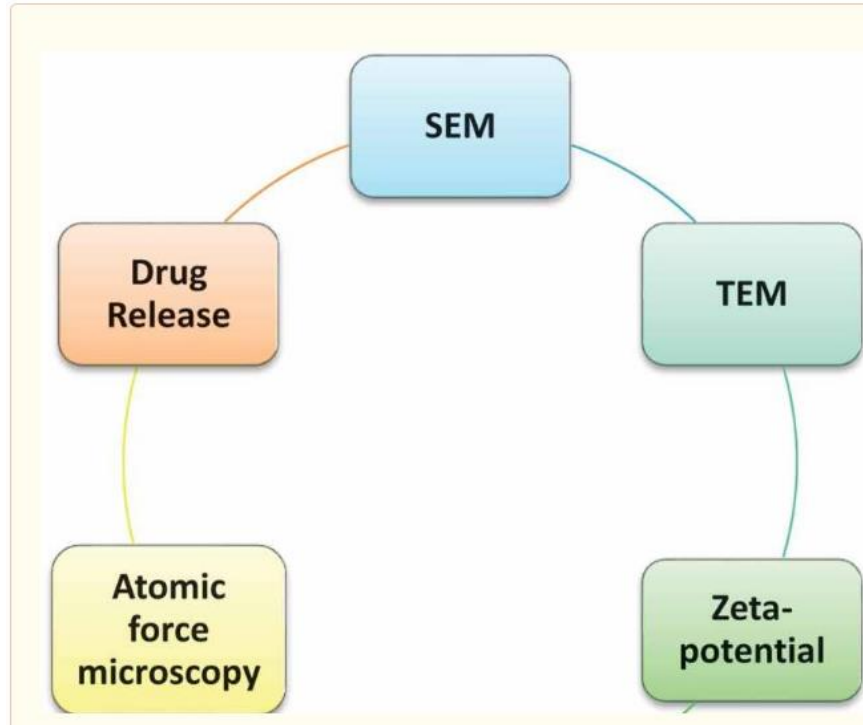 SEM
Drug
Release
TEM
Atomic
force
microscopy
Zeta-
potential